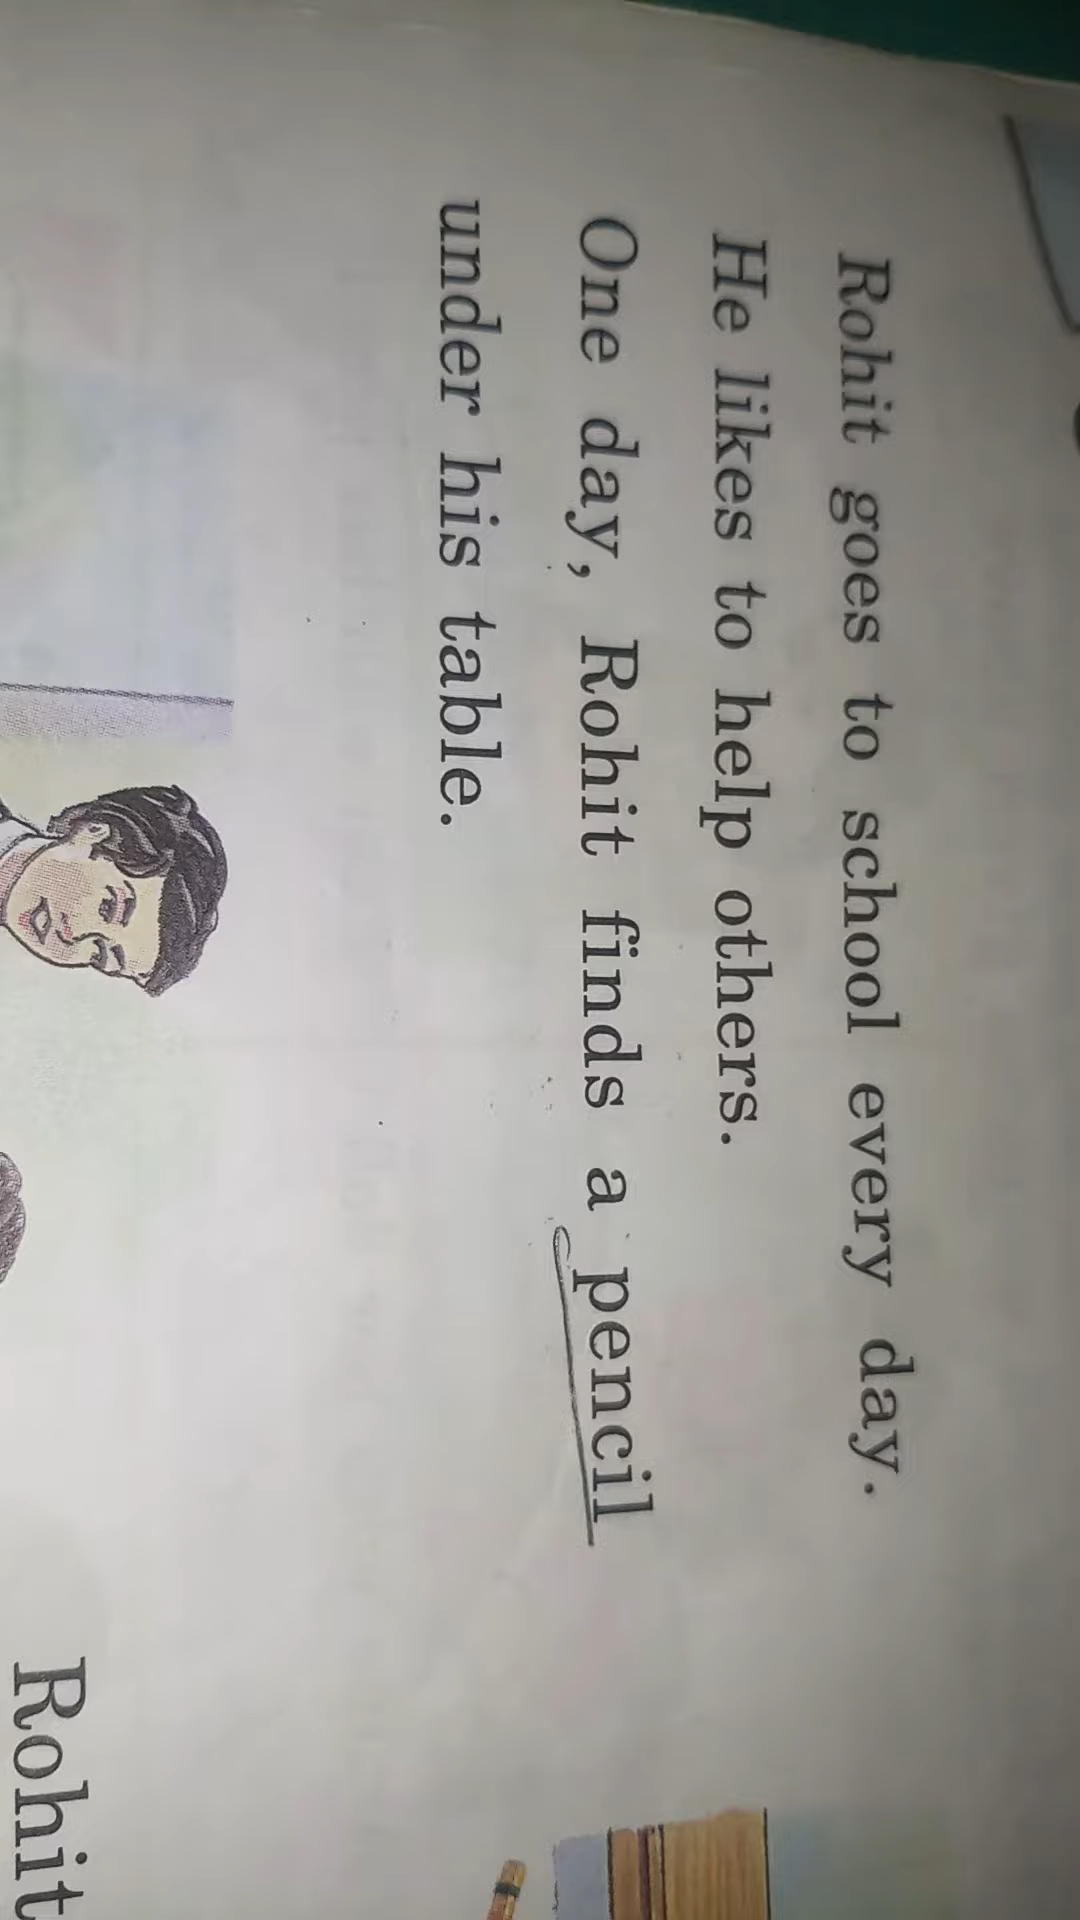 Rohit goes to school every day.
He likes to help others.
One day, Rohit finds a pencil
under his table.
Rohit